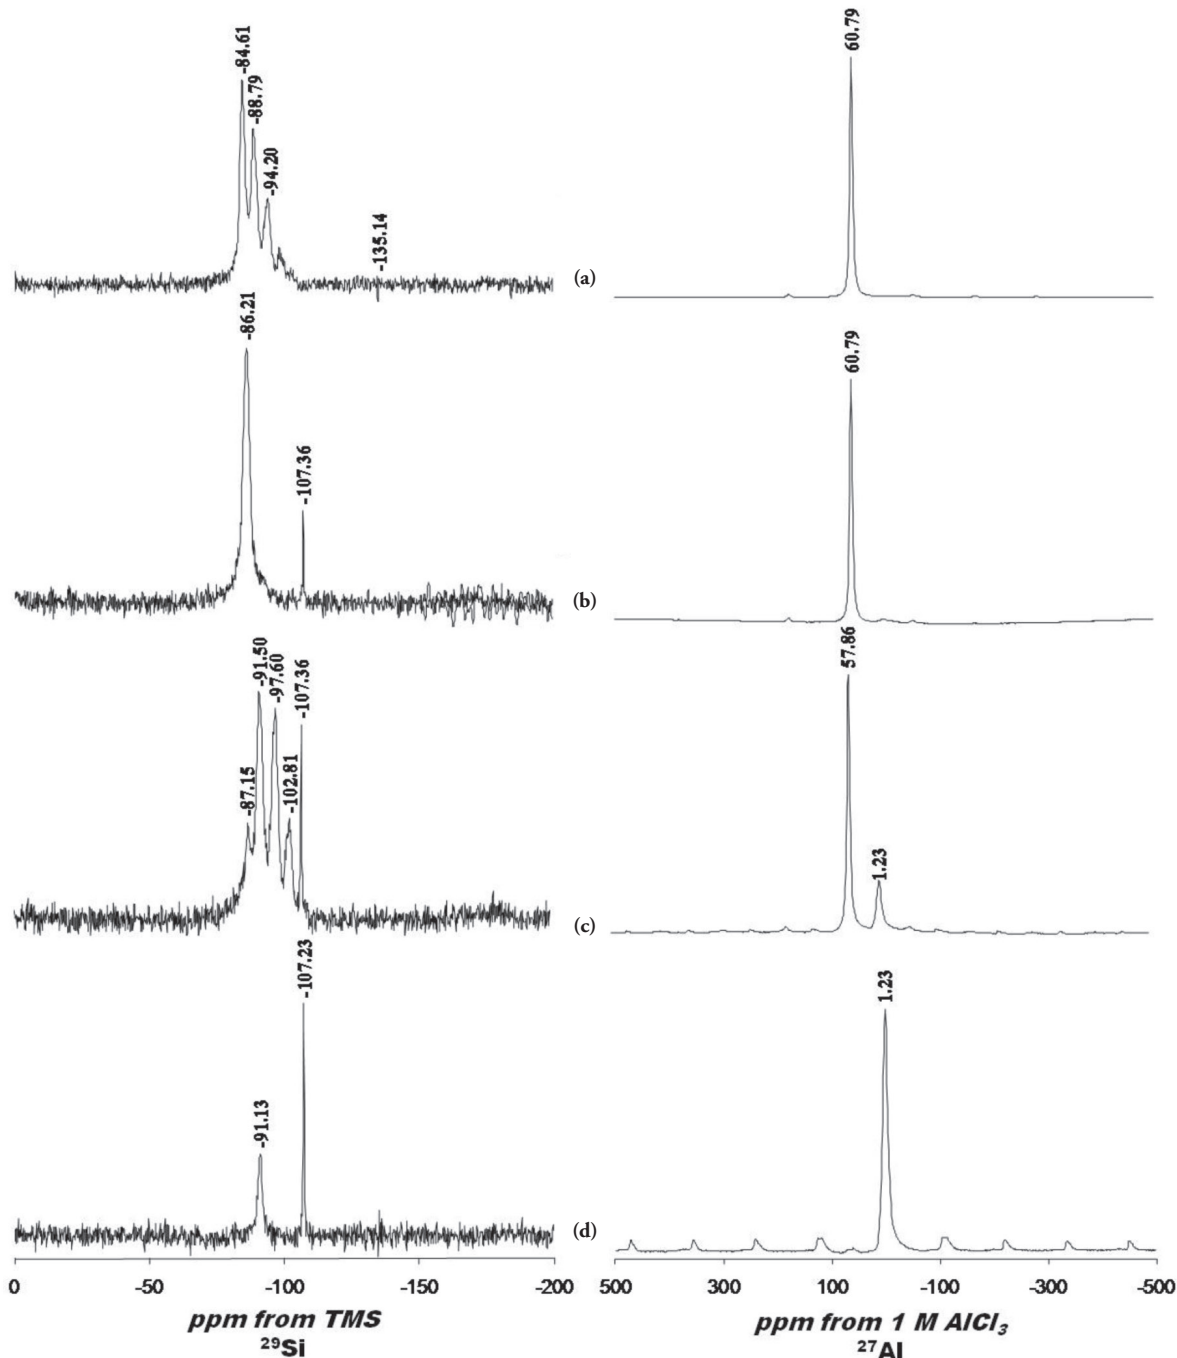 -84.61
-88.79
-94.20
-135.14
(a)
60.79
-86.21
-107.36
(b)
60.79
-87.15
-91.50
-97.60
-102.81
-107.36
(c)
57.86
1.23
-91.13
-107.23
(d)
1.23
0 -50 -100 -150 -200
500 300 100 -100 -300 -500
ppm from TMS
ppm from 1 M AlCl₃
²⁹Si
²⁷Al